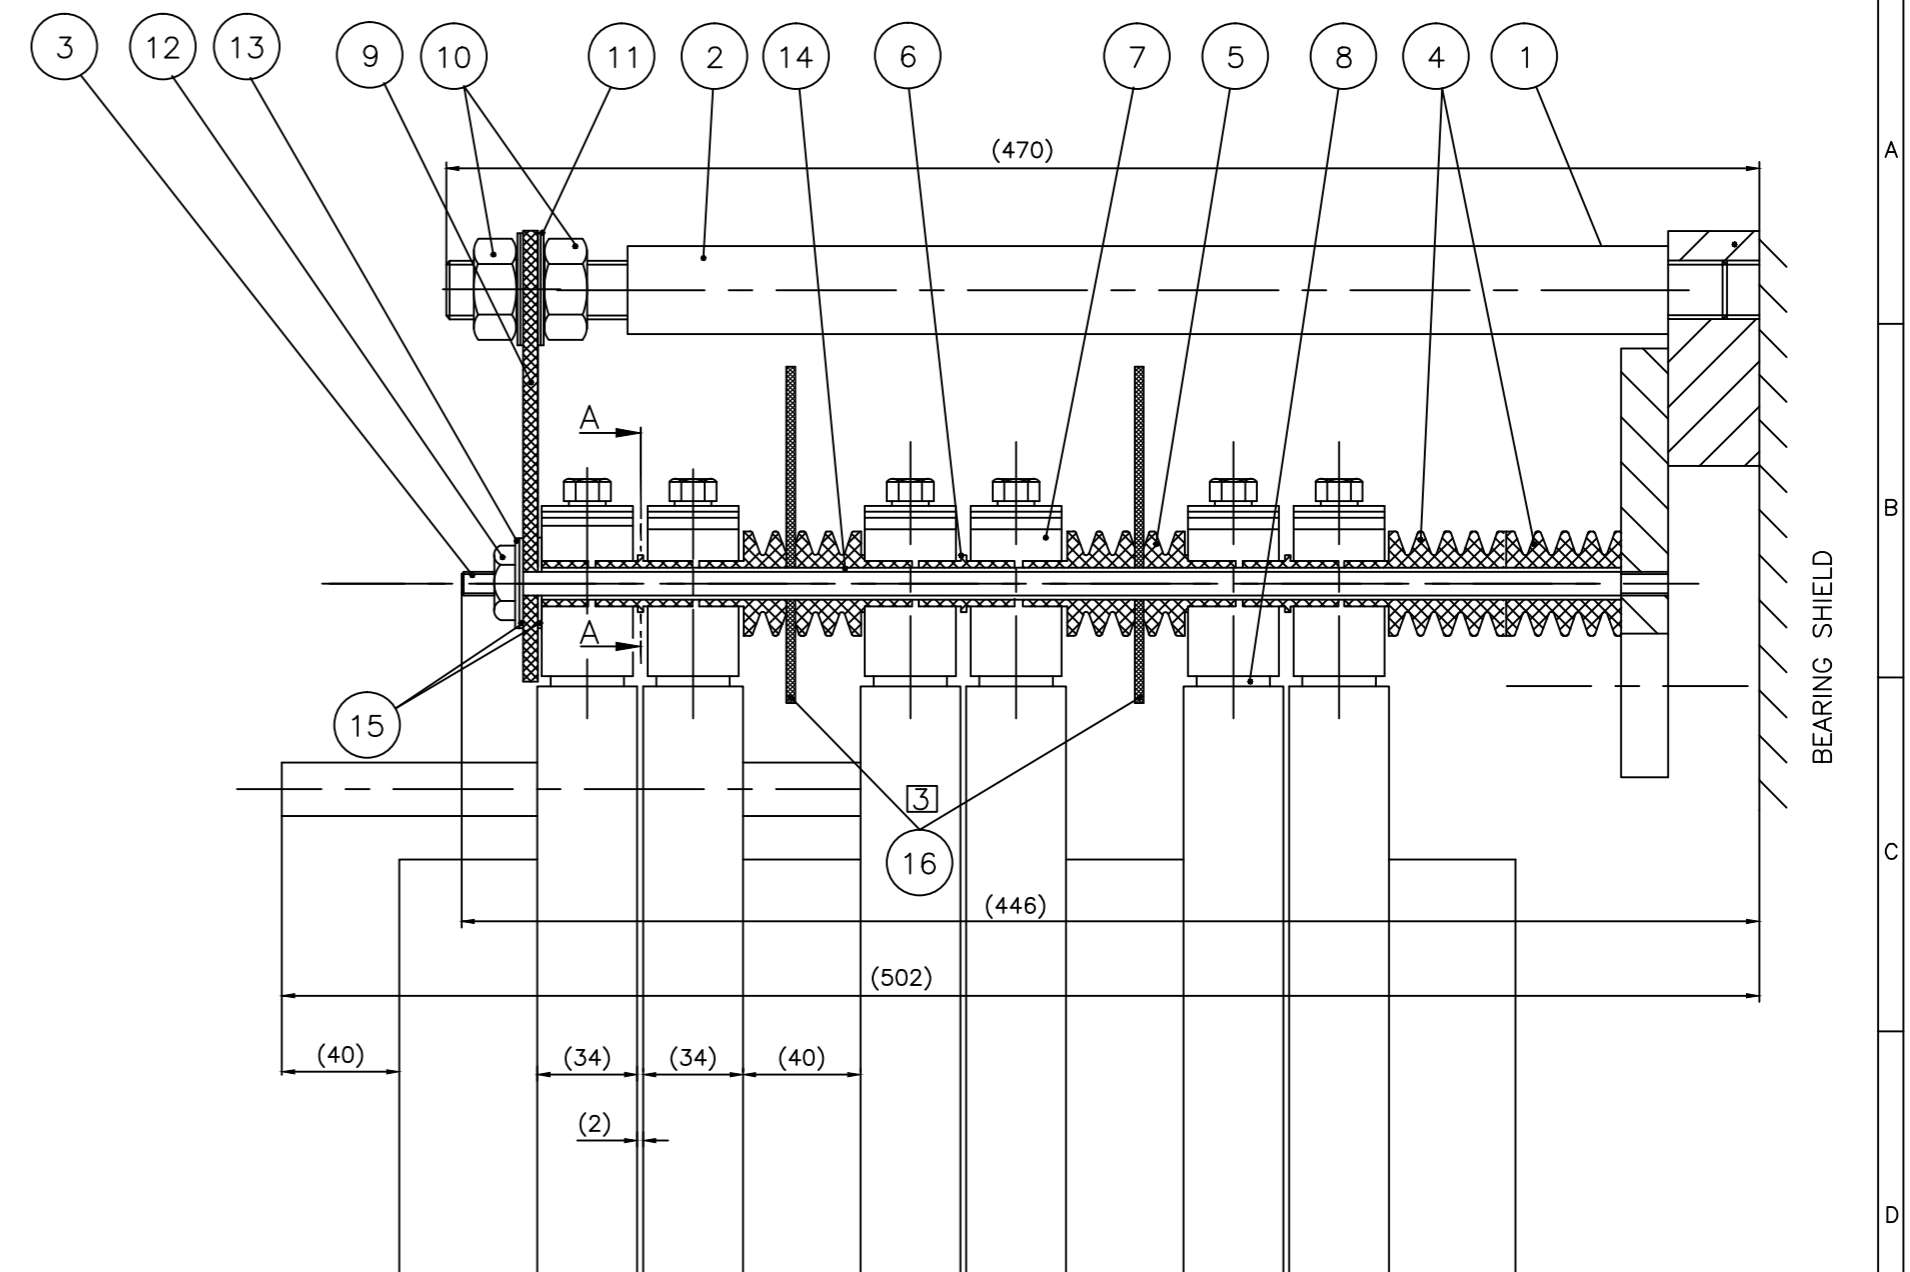 3 12 13 9 10 11 2 14 6 7 5 8 4 1
(470)
A
A
B
BEARING SHIELD
A
15
3
16
C
(446)
(502)
(40) (34) (34) (40)
(2)
D